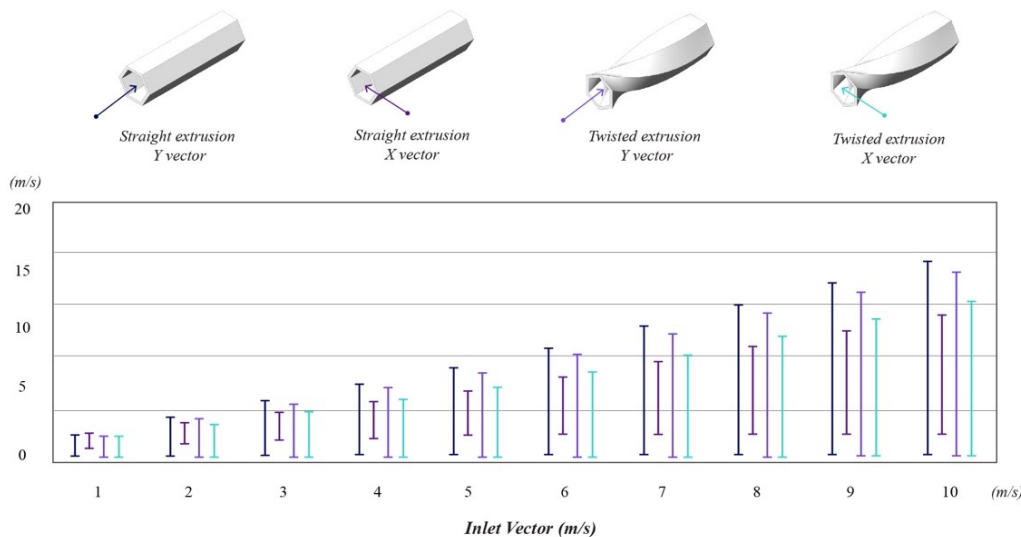 Straight extrusion
Y vector
Straight extrusion
X vector
Twisted extrusion
Y vector
Twisted extrusion
X vector
(m/s)
20
15
10
5
0
1 2 3 4 5 6 7 8 9 10 (m/s)
Inlet Vector (m/s)